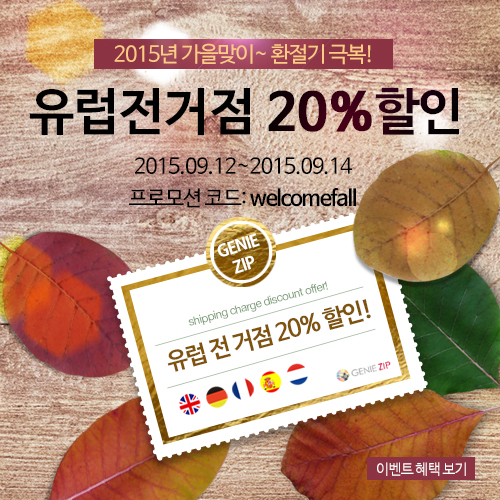 2015년 가을맞이~ 환절기 극복!
유럽전거점 20%할인
2015.09.12~2015.09.14
프로모션 코드: welcomefall
GENIE
ZIP
shipping charge discount offer!
유럽 전 거점 20% 할인!
GENIE ZIP
이벤트 혜택 보기